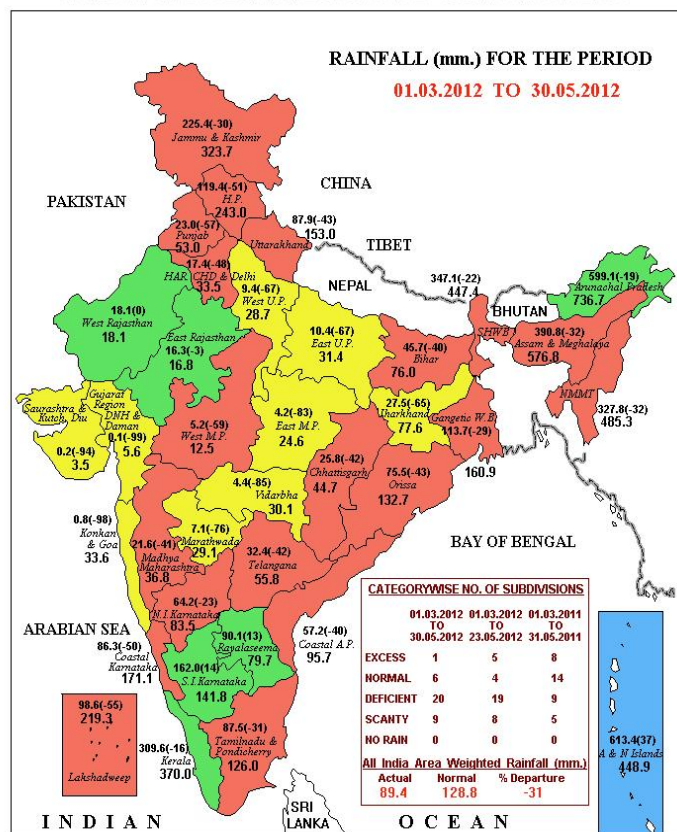 RAINFALL (mm.) FOR THE PERIOD
01.03.2012 TO 30.05.2012
225.4(-30)
Jammu & Kashmir
323.7
CHINA
119.4(-51)
H.P.
243.0
PAKISTAN
23.0(-57)
Punjab
53.0
87.9(-43)
153.0
Uttarakhand
TIBET
17.4(-48)
HAR. CHD & Delhi
33.5
NEPAL
9.4(-67)
West U.P.
28.7
347.1(-22)
447.4
SHWB
BHUTAN
599.1(-19)
Arunachal Pradesh
736.7
18.1(0)
West Rajasthan
18.1
East Rajasthan
16.3(-3)
16.8
10.4(-67)
East U.P.
31.4
45.7(-40)
Bihar
76.0
390.8(-32)
Assam & Meghalaya
576.8
NMMT
327.8(-32)
485.3
Saurashtra &
Kutch, Diu
0.2(-94)
3.5
Gujarat
Region
DNH &
Daman
0.1(-99)
5.6
5.2(-59)
West M.P.
12.5
4.2(-83)
East M.P.
24.6
27.5(-65)
Jharkhand
77.6
Gangetic W.B.
113.7(-29)
160.9
25.8(-42)
Chhattisgarh
44.7
75.5(-43)
Orissa
132.7
4.4(-85)
Vidarbha
30.1
0.8(-98)
Konkan
& Goa
33.6
7.1(-76)
Marathwada
29.1
21.6(-41)
Madhya
Maharashtra
36.8
32.4(-42)
Telangana
55.8
BAY OF BENGAL
64.2(-23)
N.I.Karnataka
83.5
ARABIAN SEA
86.3(-50)
Coastal
Karnataka
171.1
90.1(13)
Rayalaseema
79.7
57.2(-40)
Coastal A.P.
95.7
162.0(14)
S.I.Karnataka
141.8
98.6(-55)
219.3
Lakshadweep
309.6(-16)
Kerala
370.0
87.5(-31)
Tamilnadu &
Pondicherry
126.0
CATEGORYWISE NO. OF SUBDIVISIONS
01.03.2012 01.03.2012 01.03.2011
TO TO TO
30.05.2012 23.05.2012 31.05.2011
EXCESS 1 5 8
NORMAL 6 4 14
DEFICIENT 20 19 9
SCANTY 9 8 5
NO RAIN 0 0 0
All India Area Weighted Rainfall (mm.)
Actual Normal % Departure
89.4 128.8 -31
613.4(37)
A & N Islands
448.9
SRI
LANKA
INDIAN OCEAN